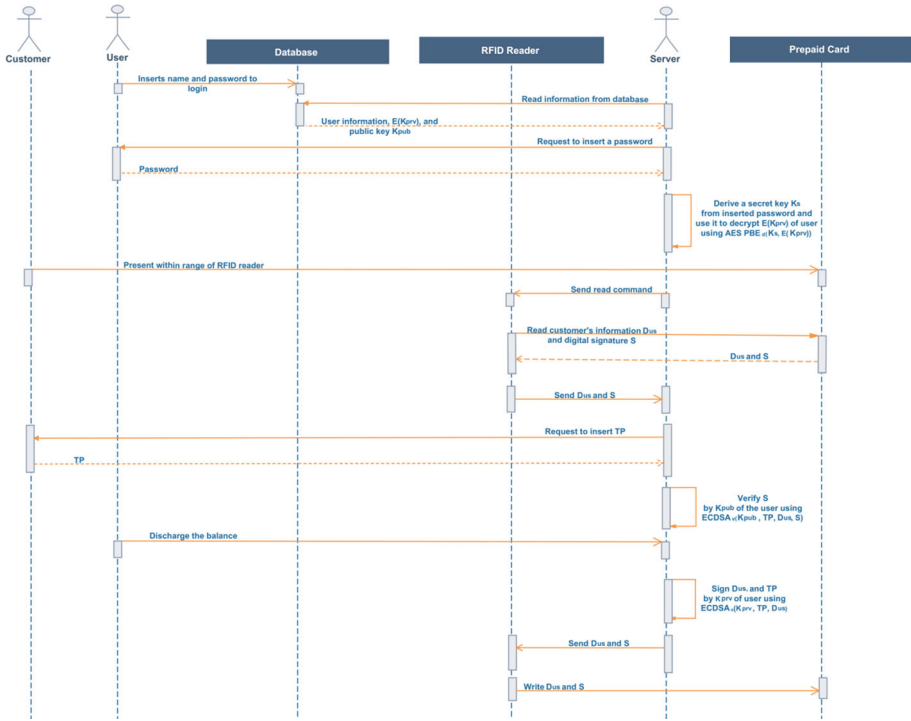 Customer
User
Database
RFID Reader
Server
Prepaid Card
Inserts name and password to
login
Read information from database
User information, E(Kprv), and
public key Kpub
Request to insert a password
Password
Derive a secret key Ks
from inserted password and
use it to decrypt E(Kprv) of user
using AES PBE d(Ks, E( Kprv))
Present within range of RFID reader
Send read command
Read customer's information Dus
and digital signature S
Dus and S
Send Dus and S
Request to insert TP
TP
Verify S
by Kpub of the user using
ECDSA v(Kpub , TP, Dus, S)
Discharge the balance
Sign Dus, and TP
by Kprv of user using
ECDSA s(Kprv , TP, Dus)
Send Dus and S
Write Dus and S